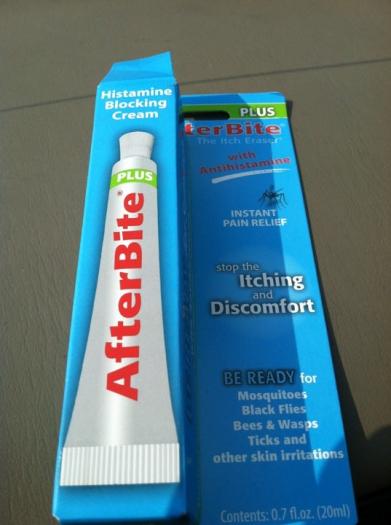 Histamine
Blocking
Cream
PLUS
AfterBite®
PLUS
terBite®
The Itch Eraser
with
Antihistamine
INSTANT
PAIN RELIEF
stop the
Itching
and
Discomfort
BE READY for
Mosquitoes
Black Flies
Bees & Wasps
Ticks and
other skin irritations
Contents: 0.7 fl.oz. (20ml)